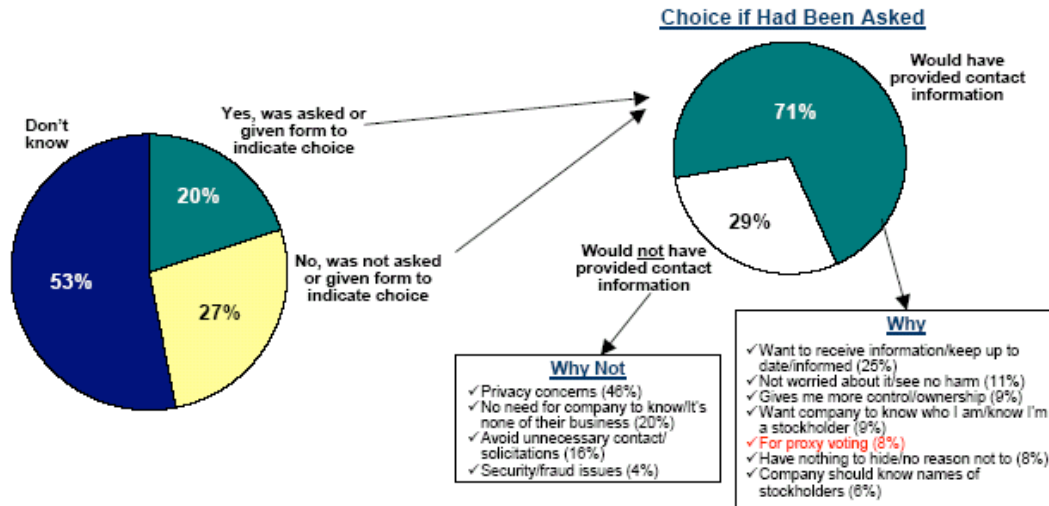 Choice if Had Been Asked
Don't
know
53%
20%
27%
Yes, was asked or
given form to
indicate choice
No, was not asked
or given form to
indicate choice
71%
29%
Would have
provided contact
information
Would not have
provided contact
information
Why Not
✓Privacy concerns (46%)
✓No need for company to know/It's
none of their business (20%)
✓Avoid unnecessary contact/
solicitations (16%)
✓Security/fraud issues (4%)
Why
✓Want to receive information/keep up to
date/informed (25%)
✓Not worried about it/see no harm (11%)
✓Gives me more control/ownership (9%)
✓Want company to know who I am/know I'm
a stockholder (9%)
✓For proxy voting (8%)
✓Have nothing to hide/no reason not to (8%)
✓Company should know names of
stockholders (6%)